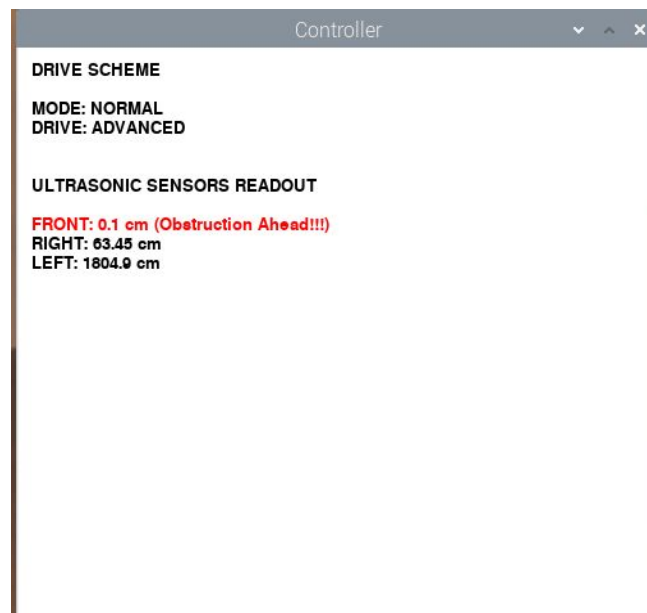 Controller
DRIVE SCHEME
MODE: NORMAL
DRIVE: ADVANCED
ULTRASONIC SENSORS READOUT
FRONT: 0.1 cm (Obstruction Ahead!!!)
RIGHT: 63.45 cm
LEFT: 1804.9 cm